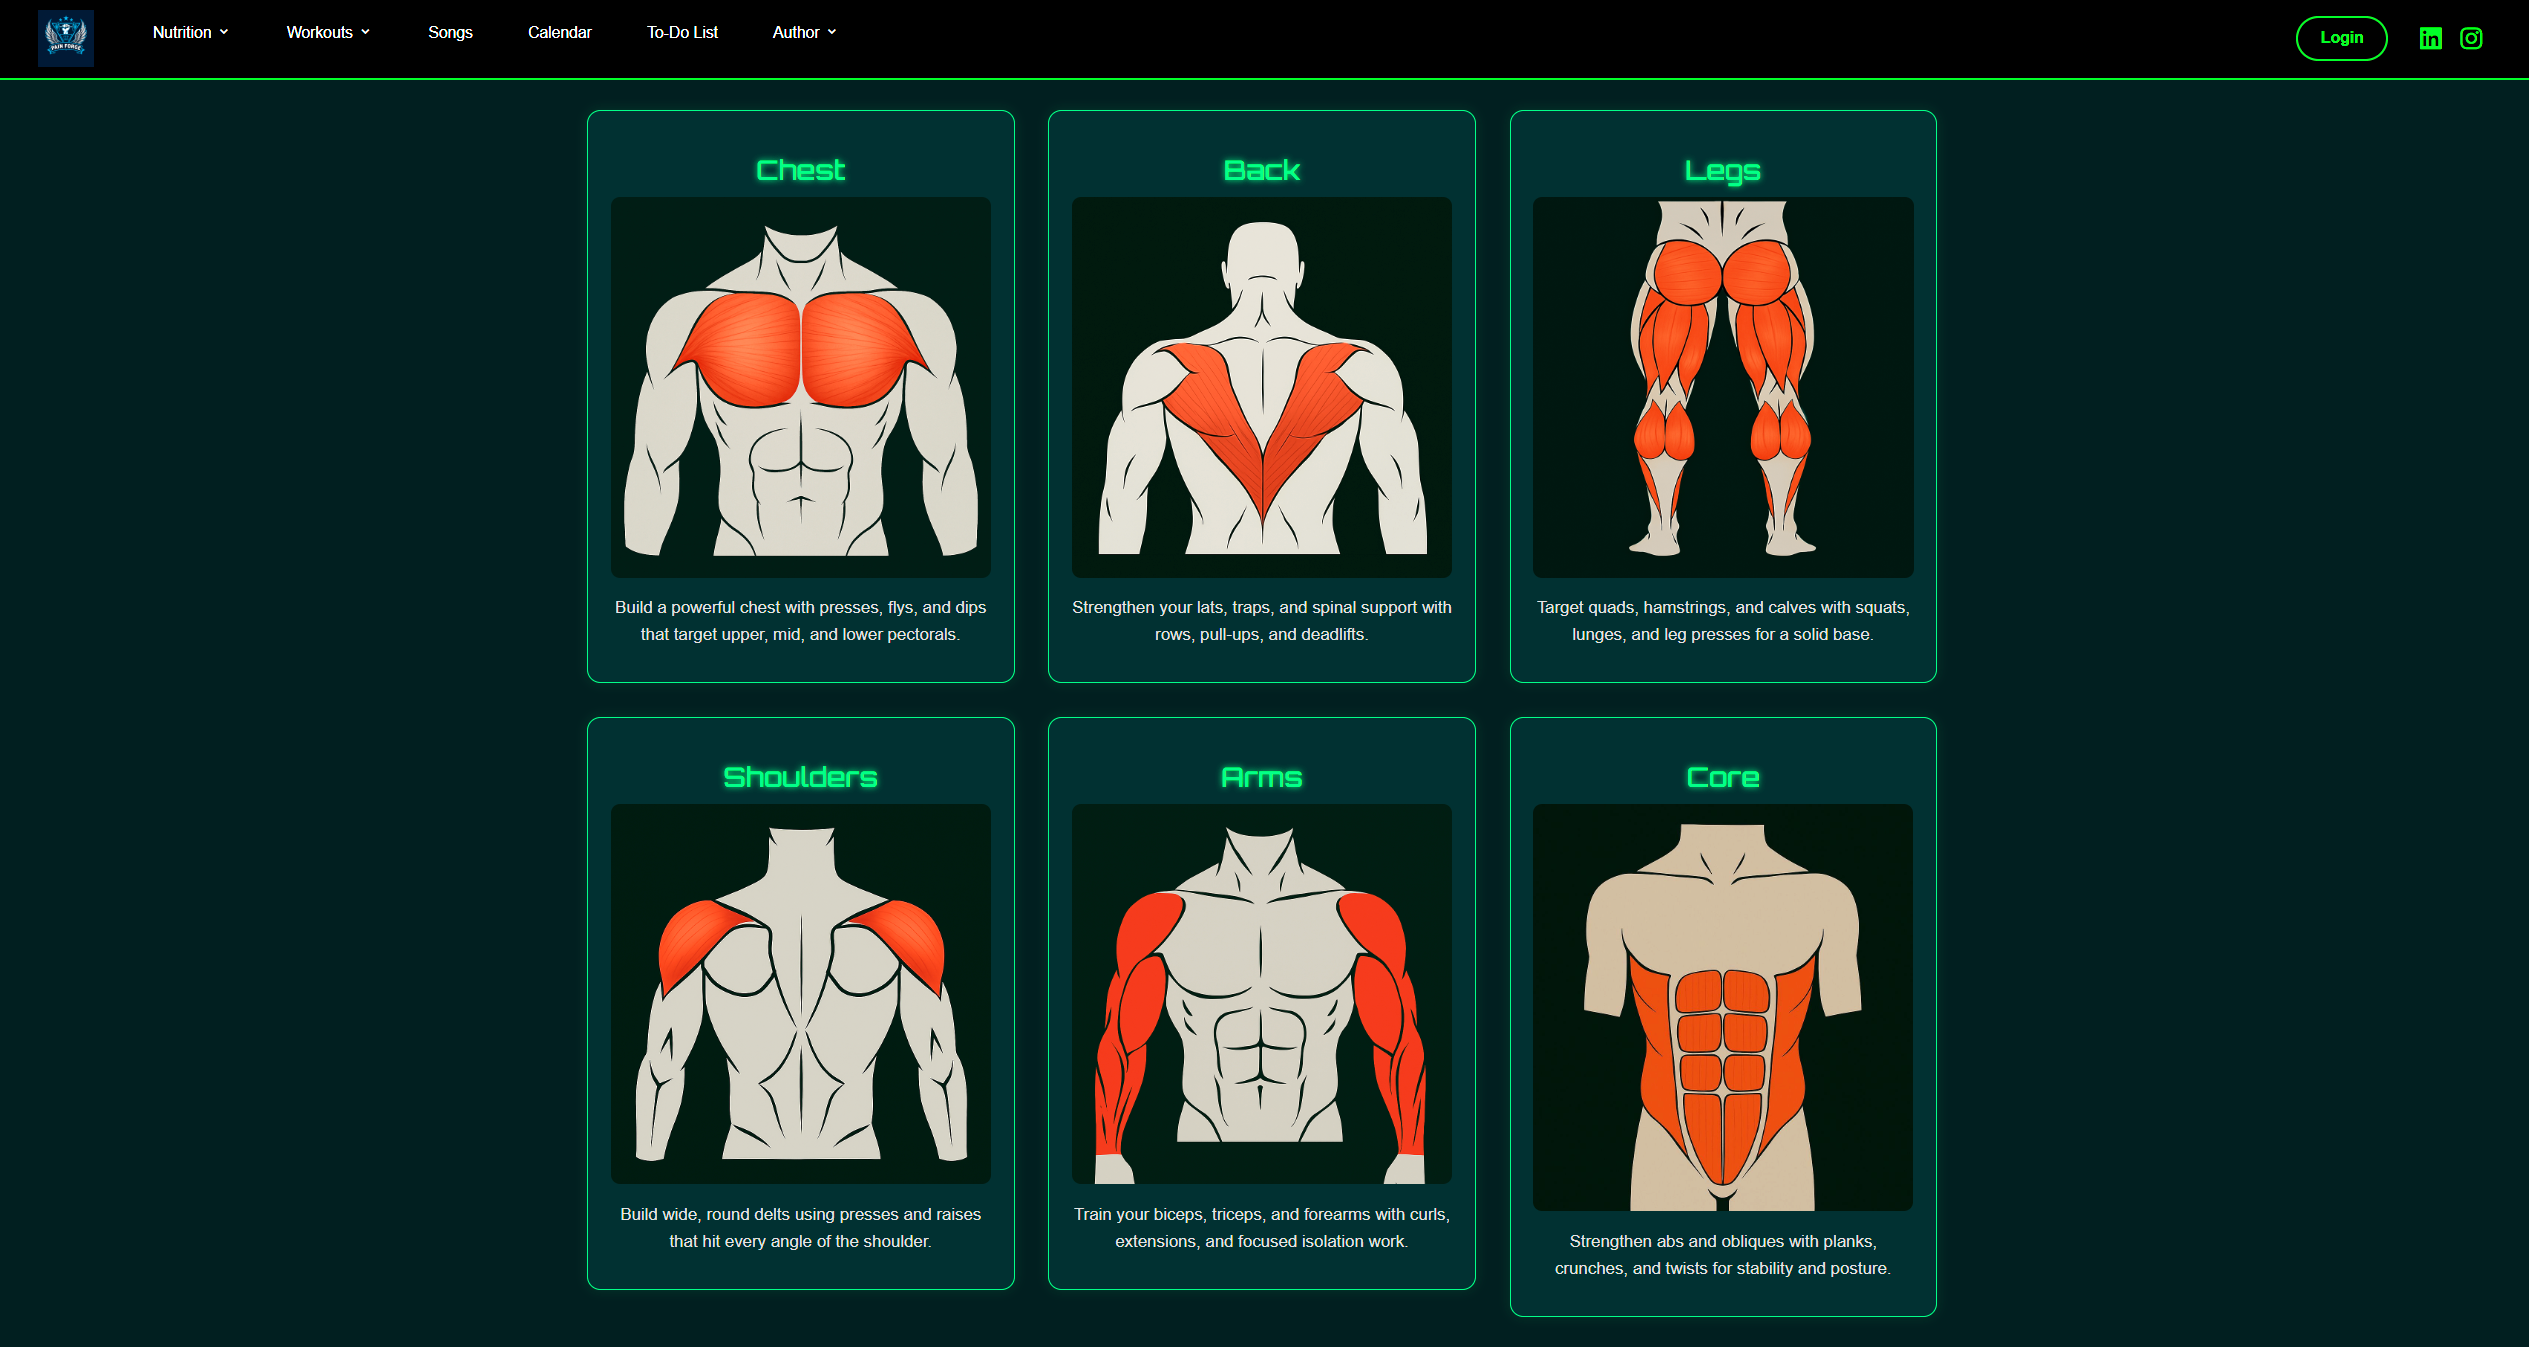 PAIN FORGE
Nutrition
Workouts
Songs
Calendar
To-Do List
Author
Login
Chest
Back
Legs
Build a powerful chest with presses, flys, and dips
that target upper, mid, and lower pectorals.
Strengthen your lats, traps, and spinal support with
rows, pull-ups, and deadlifts.
Target quads, hamstrings, and calves with squats,
lunges, and leg presses for a solid base.
Shoulders
Arms
Core
Build wide, round delts using presses and raises
that hit every angle of the shoulder.
Train your biceps, triceps, and forearms with curls,
extensions, and focused isolation work.
Strengthen abs and obliques with planks,
crunches, and twists for stability and posture.